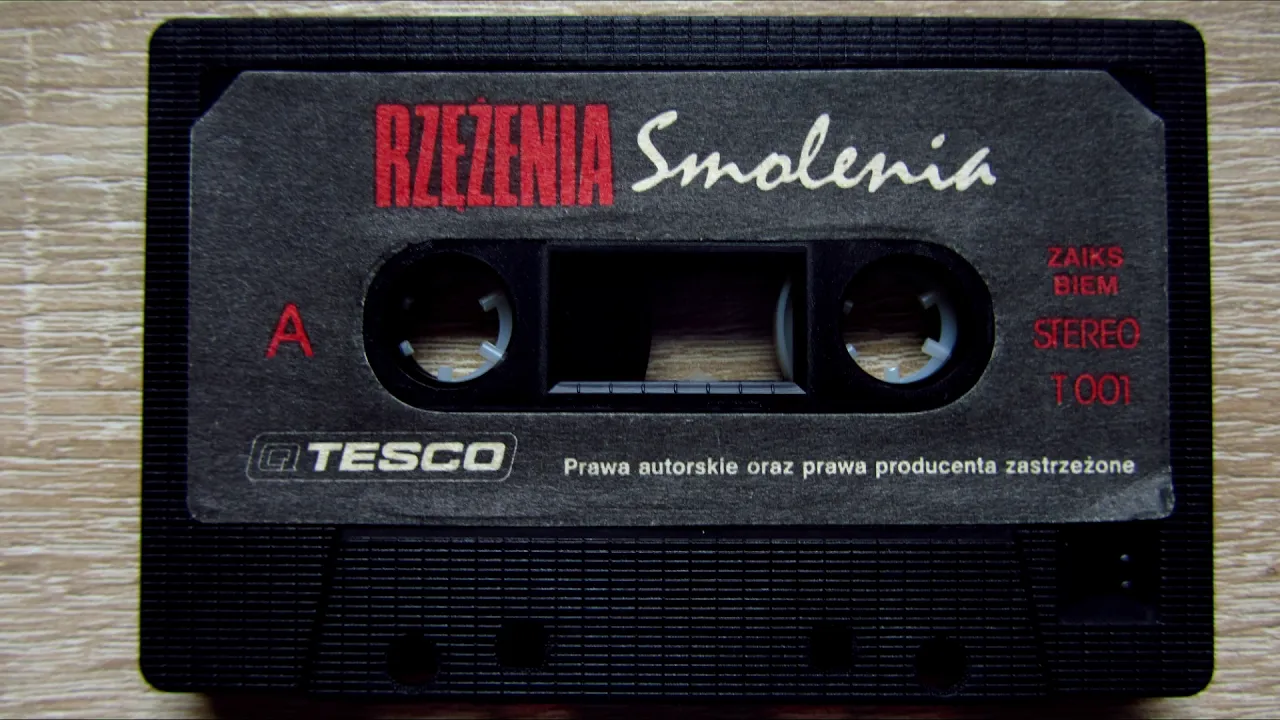 RZĘŻENIA Smolenia
ZAIKS
BIEM
A
STEREO
T 001
TESCO
Prawa autorskie oraz prawa producenta zastrzeżone